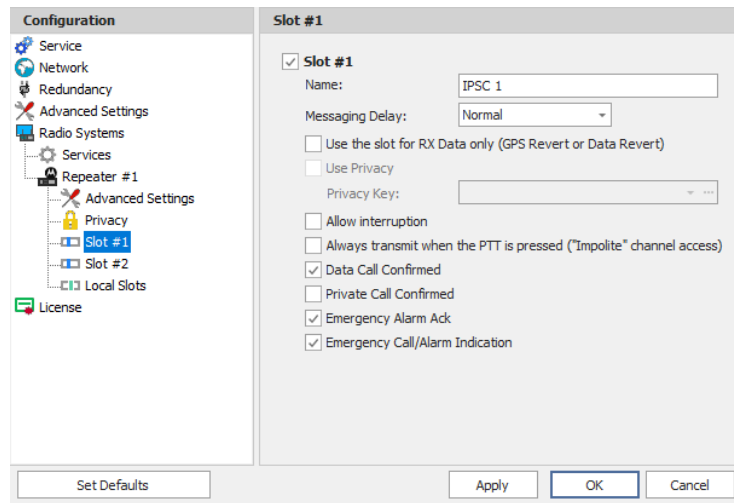 Configuration
Service
Network
Redundancy
Advanced Settings
Radio Systems
Services
Repeater #1
Advanced Settings
Privacy
Slot #1
Slot #2
Local Slots
License
Slot #1
Slot #1
Name: IPSC 1
Messaging Delay: Normal
Use the slot for RX Data only (GPS Revert or Data Revert)
Use Privacy
Privacy Key:
Allow interruption
Always transmit when the PTT is pressed ("Impolite" channel access)
Data Call Confirmed
Private Call Confirmed
Emergency Alarm Ack
Emergency Call/Alarm Indication
Set Defaults Apply OK Cancel